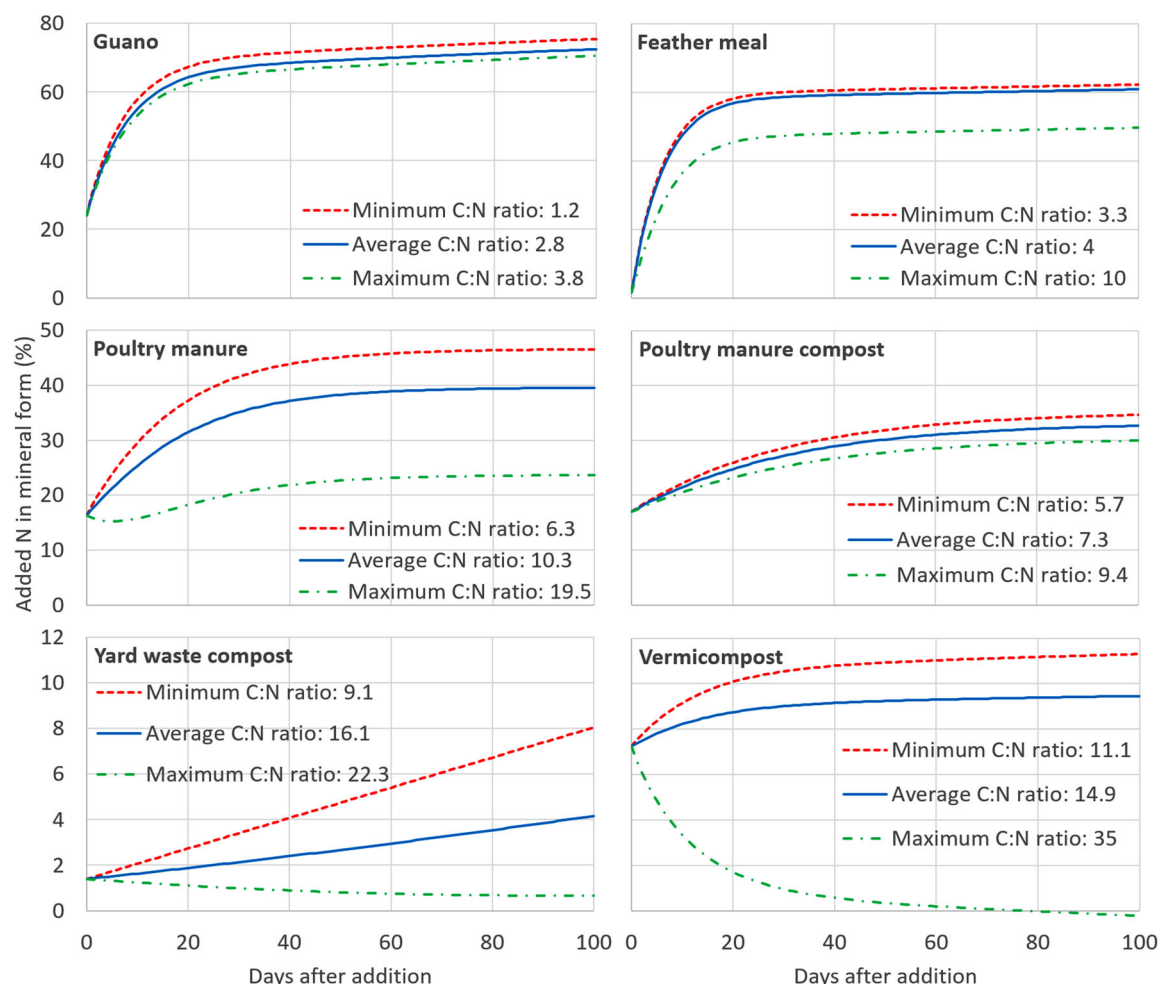 Added N in mineral form (%)
Guano
80
60
40
20
0
Minimum C:N ratio: 1.2
Average C:N ratio: 2.8
Maximum C:N ratio: 3.8
Feather meal
Minimum C:N ratio: 3.3
Average C:N ratio: 4
Maximum C:N ratio: 10
Poultry manure
50
40
30
20
10
0
Minimum C:N ratio: 6.3
Average C:N ratio: 10.3
Maximum C:N ratio: 19.5
Poultry manure compost
Minimum C:N ratio: 5.7
Average C:N ratio: 7.3
Maximum C:N ratio: 9.4
Yard waste compost
12
10
8
6
4
2
0
Minimum C:N ratio: 9.1
Average C:N ratio: 16.1
Maximum C:N ratio: 22.3
0 20 40 60 80 100
Days after addition
Vermicompost
Minimum C:N ratio: 11.1
Average C:N ratio: 14.9
Maximum C:N ratio: 35
0 20 40 60 80 100
Days after addition